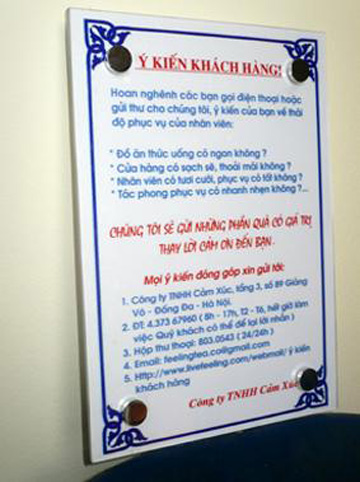 Ý KIẾN KHÁCH HÀNG!
Hoan nghênh các bạn gọi điện thoại hoặc
gửi thư cho chúng tôi, ý kiến của bạn về thái
độ phục vụ của nhân viên:
* Đồ ăn thức uống có ngon không ?
* Cửa hàng có sạch sẽ, thoải mái không ?
* Nhân viên có tươi cười, phục vụ có tốt không ?
* Tác phong phục vụ có nhanh nhẹn không ?...
CHÚNG TÔI SẼ GỬI NHỮNG PHẦN QUÀ CÓ GIÁ TRỊ
THAY LỜI CẢM ƠN ĐẾN BẠN.
Mọi ý kiến đóng góp xin gửi tới:
1. Công ty TNHH Cảm Xúc, tầng 3, số 89 Giảng
Võ - Đống Đa - Hà Nội.
2. ĐT: 4.373 67960 ( 8h - 17h, T2 - T6, hết giờ làm
việc Quý khách có thể để lại lời nhắn )
3. Hộp thư thoại: 803.0543 ( 24/24h )
4. Email: feelingtea.co@gmail.com
5. Http://www.livefeeling.com/webmail/ ý kiến
khách hàng
Công ty TNHH Cảm Xúc